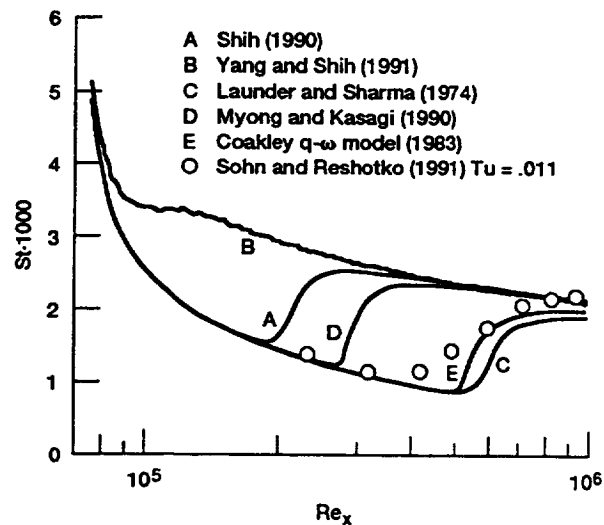 6
5
4
3
2
1
0
St·1000
A Shih (1990)
B Yang and Shih (1991)
C Launder and Sharma (1974)
D Myong and Kasagi (1990)
E Coakley q-ω model (1983)
O Sohn and Reshotko (1991) Tu = .011
B
A
D
E
C
10⁵
10⁶
Reₓ